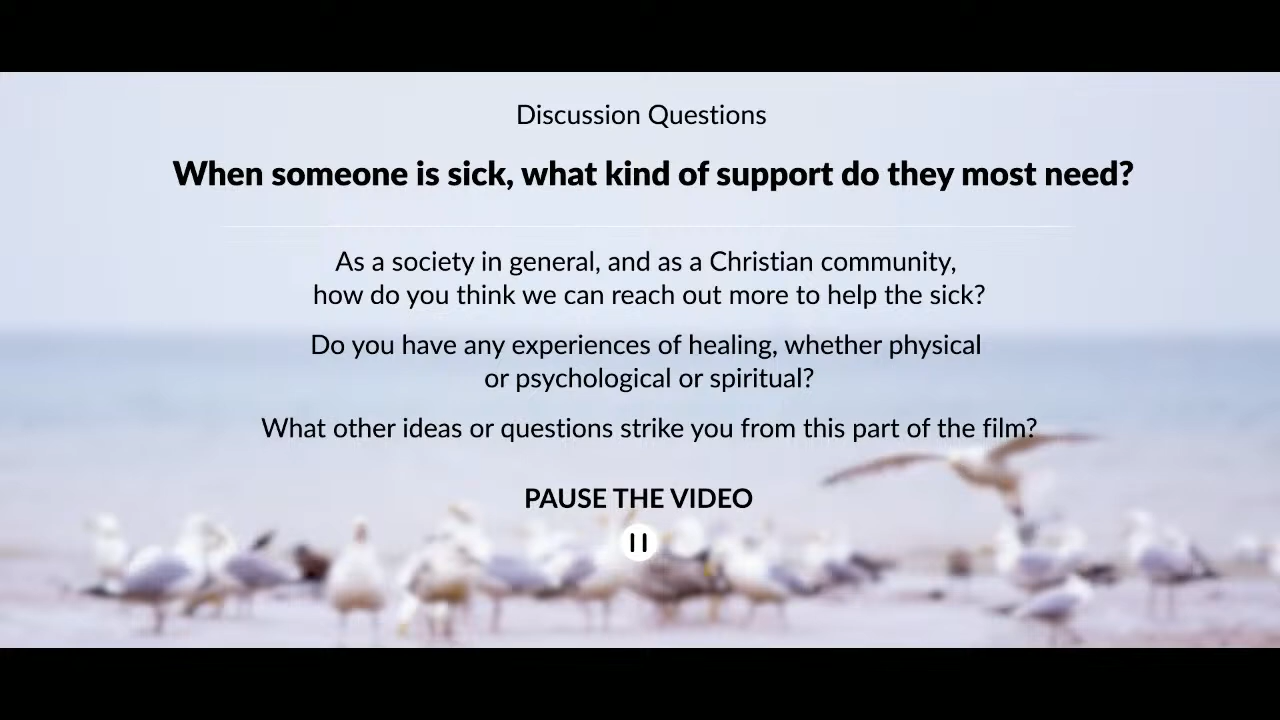 Discussion Questions
When someone is sick, what kind of support do they most need?
As a society in general, and as a Christian community,
how do you think we can reach out more to help the sick?
Do you have any experiences of healing, whether physical
or psychological or spiritual?
What other ideas or questions strike you from this part of the film?
PAUSE THE VIDEO